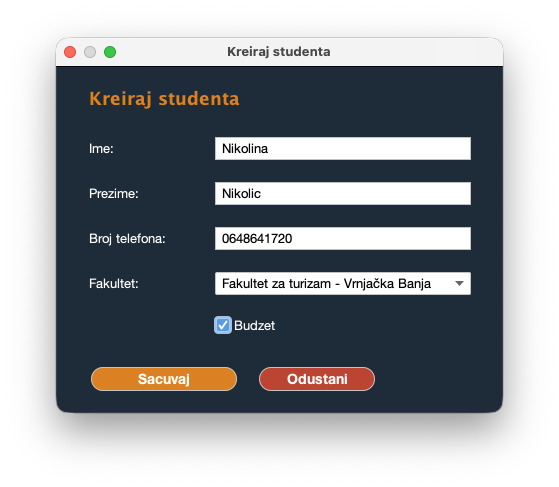 Kreiraj studenta
Kreiraj studenta
Ime: Nikolina
Prezime: Nikolic
Broj telefona: 0648641720
Fakultet: Fakultet za turizam - Vrnjačka Banja
Budzet
Sacuvaj Odustani